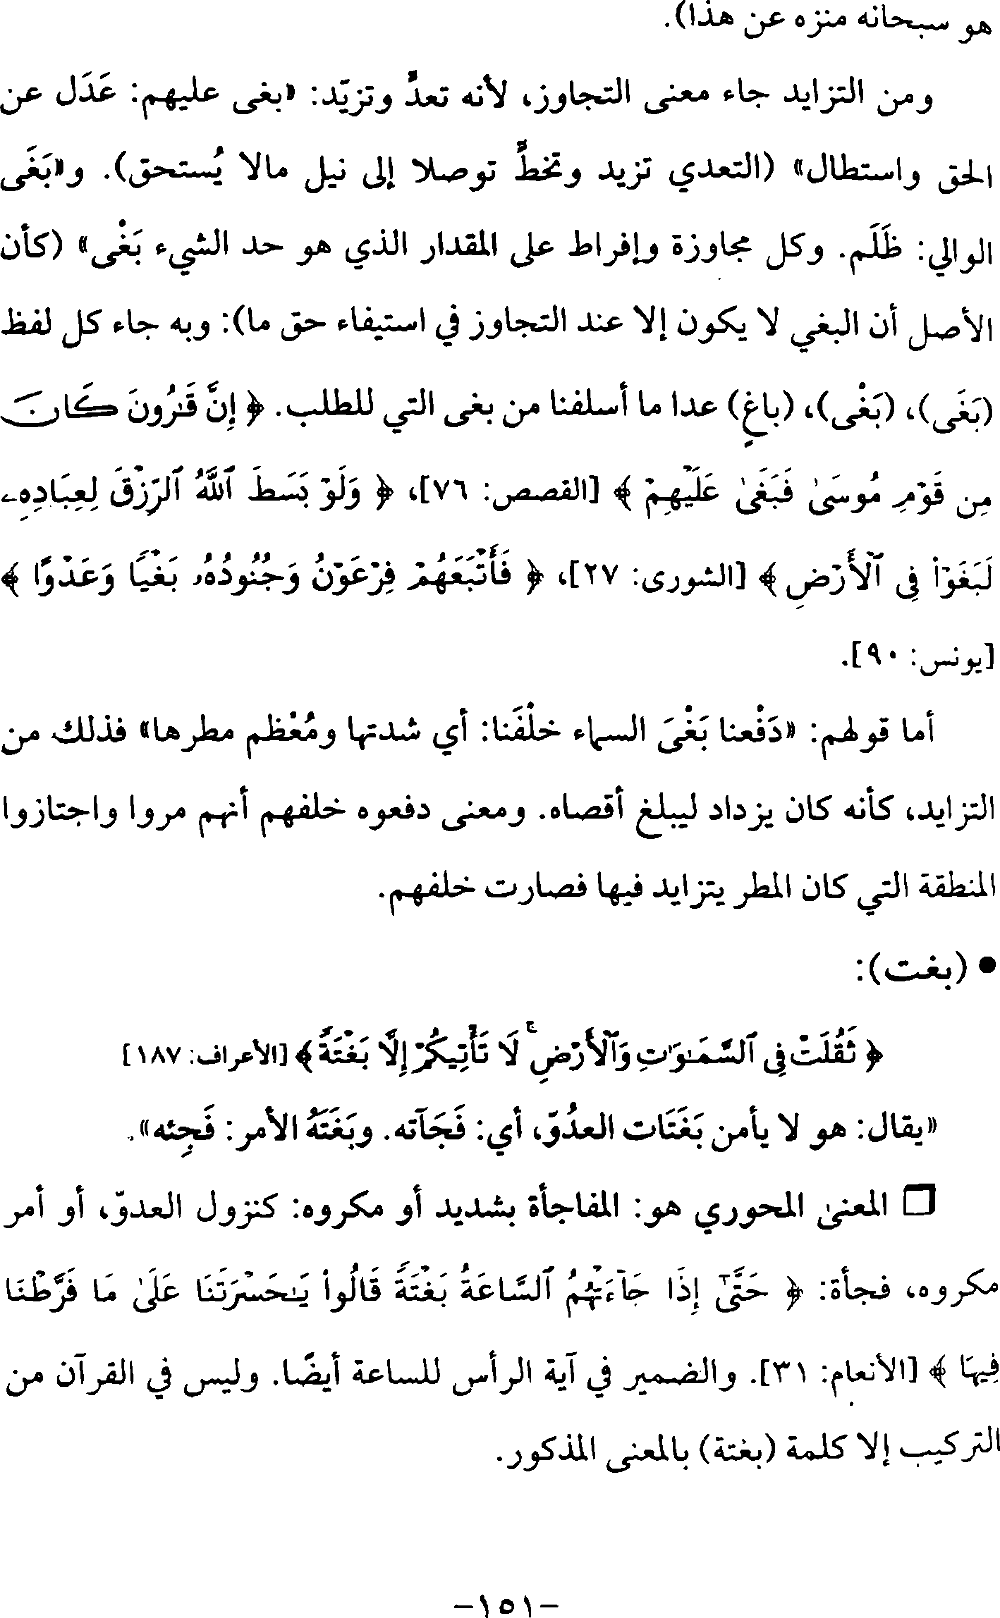 هو سبحانه منزه عن هذا).
ومن التزايد جاء معنى التجاوز، لأنه تعدٍّ وتزيّد: «بغى عليهم: عَدَل عن
الحق واستطال» (التعدي تزيد وتخطٍّ توصلا إلى نيل مالا يُستحق). و«بَغَى
الوالي: ظَلَم. وكل مجاوزة وإفراط على المقدار الذي هو حد الشيء بَغْى» (كأن
الأصل أن البغي لا يكون إلا عند التجاوز في استيفاء حق ما): وبه جاء كل لفظ
(بَغَى)، (بَغْى)، (باغٍ) عدا ما أسلفنا من بغى التي للطلب. ﴿ إِنَّ قَٰرُونَ كَانَ
مِن قَوْمِ مُوسَىٰ فَبَغَىٰ عَلَيْهِمْ ﴾ [القصص: ٧٦]، ﴿ وَلَوْ بَسَطَ ٱللَّهُ ٱلرِّزْقَ لِعِبَادِهِۦ
لَبَغَوْا۟ فِى ٱلْأَرْضِ ﴾ [الشورى: ٢٧]، ﴿ فَأَتْبَعَهُمْ فِرْعَوْنُ وَجُنُودُهُۥ بَغْيًا وَعَدْوًا ﴾
[يونس: ٩٠].
أما قولهم: «دَفْعنا بَغْىَ السماء خلْفَنا: أي شدتها ومُعْظم مطرها» فذلك من
التزايد، كأنه كان يزداد ليبلغ أقصاه. ومعنى دفعوه خلفهم أنهم مروا واجتازوا
المنطقة التي كان المطر يتزايد فيها فصارت خلفهم.
• (بغت):
﴿ ثَقُلَتْ فِى ٱلسَّمَٰوَٰتِ وَٱلْأَرْضِ ۚ لَا تَأْتِيكُمْ إِلَّا بَغْتَةً ﴾ [الأعراف: ١٨٧]
«يقال: هو لا يأمن بَغَتَات العدُوّ، أي: فَجَآته. وبَغَتَهُ الأمر: فَجِئه».
❐ المعنى المحوري هو: المفاجأة بشديد أو مكروه: كنزول العدوّ، أو أمر
مكروه، فجأة: ﴿ حَتَّىٰٓ إِذَا جَآءَتْهُمُ ٱلسَّاعَةُ بَغْتَةً قَالُوا۟ يَٰحَسْرَتَنَا عَلَىٰ مَا فَرَّطْنَا
فِيهَا ﴾ [الأنعام: ٣١]. والضمير في آية الرأس للساعة أيضًا. وليس في القرآن من
التركيب إلا كلمة (بغتة) بالمعنى المذكور.
-١٥١-